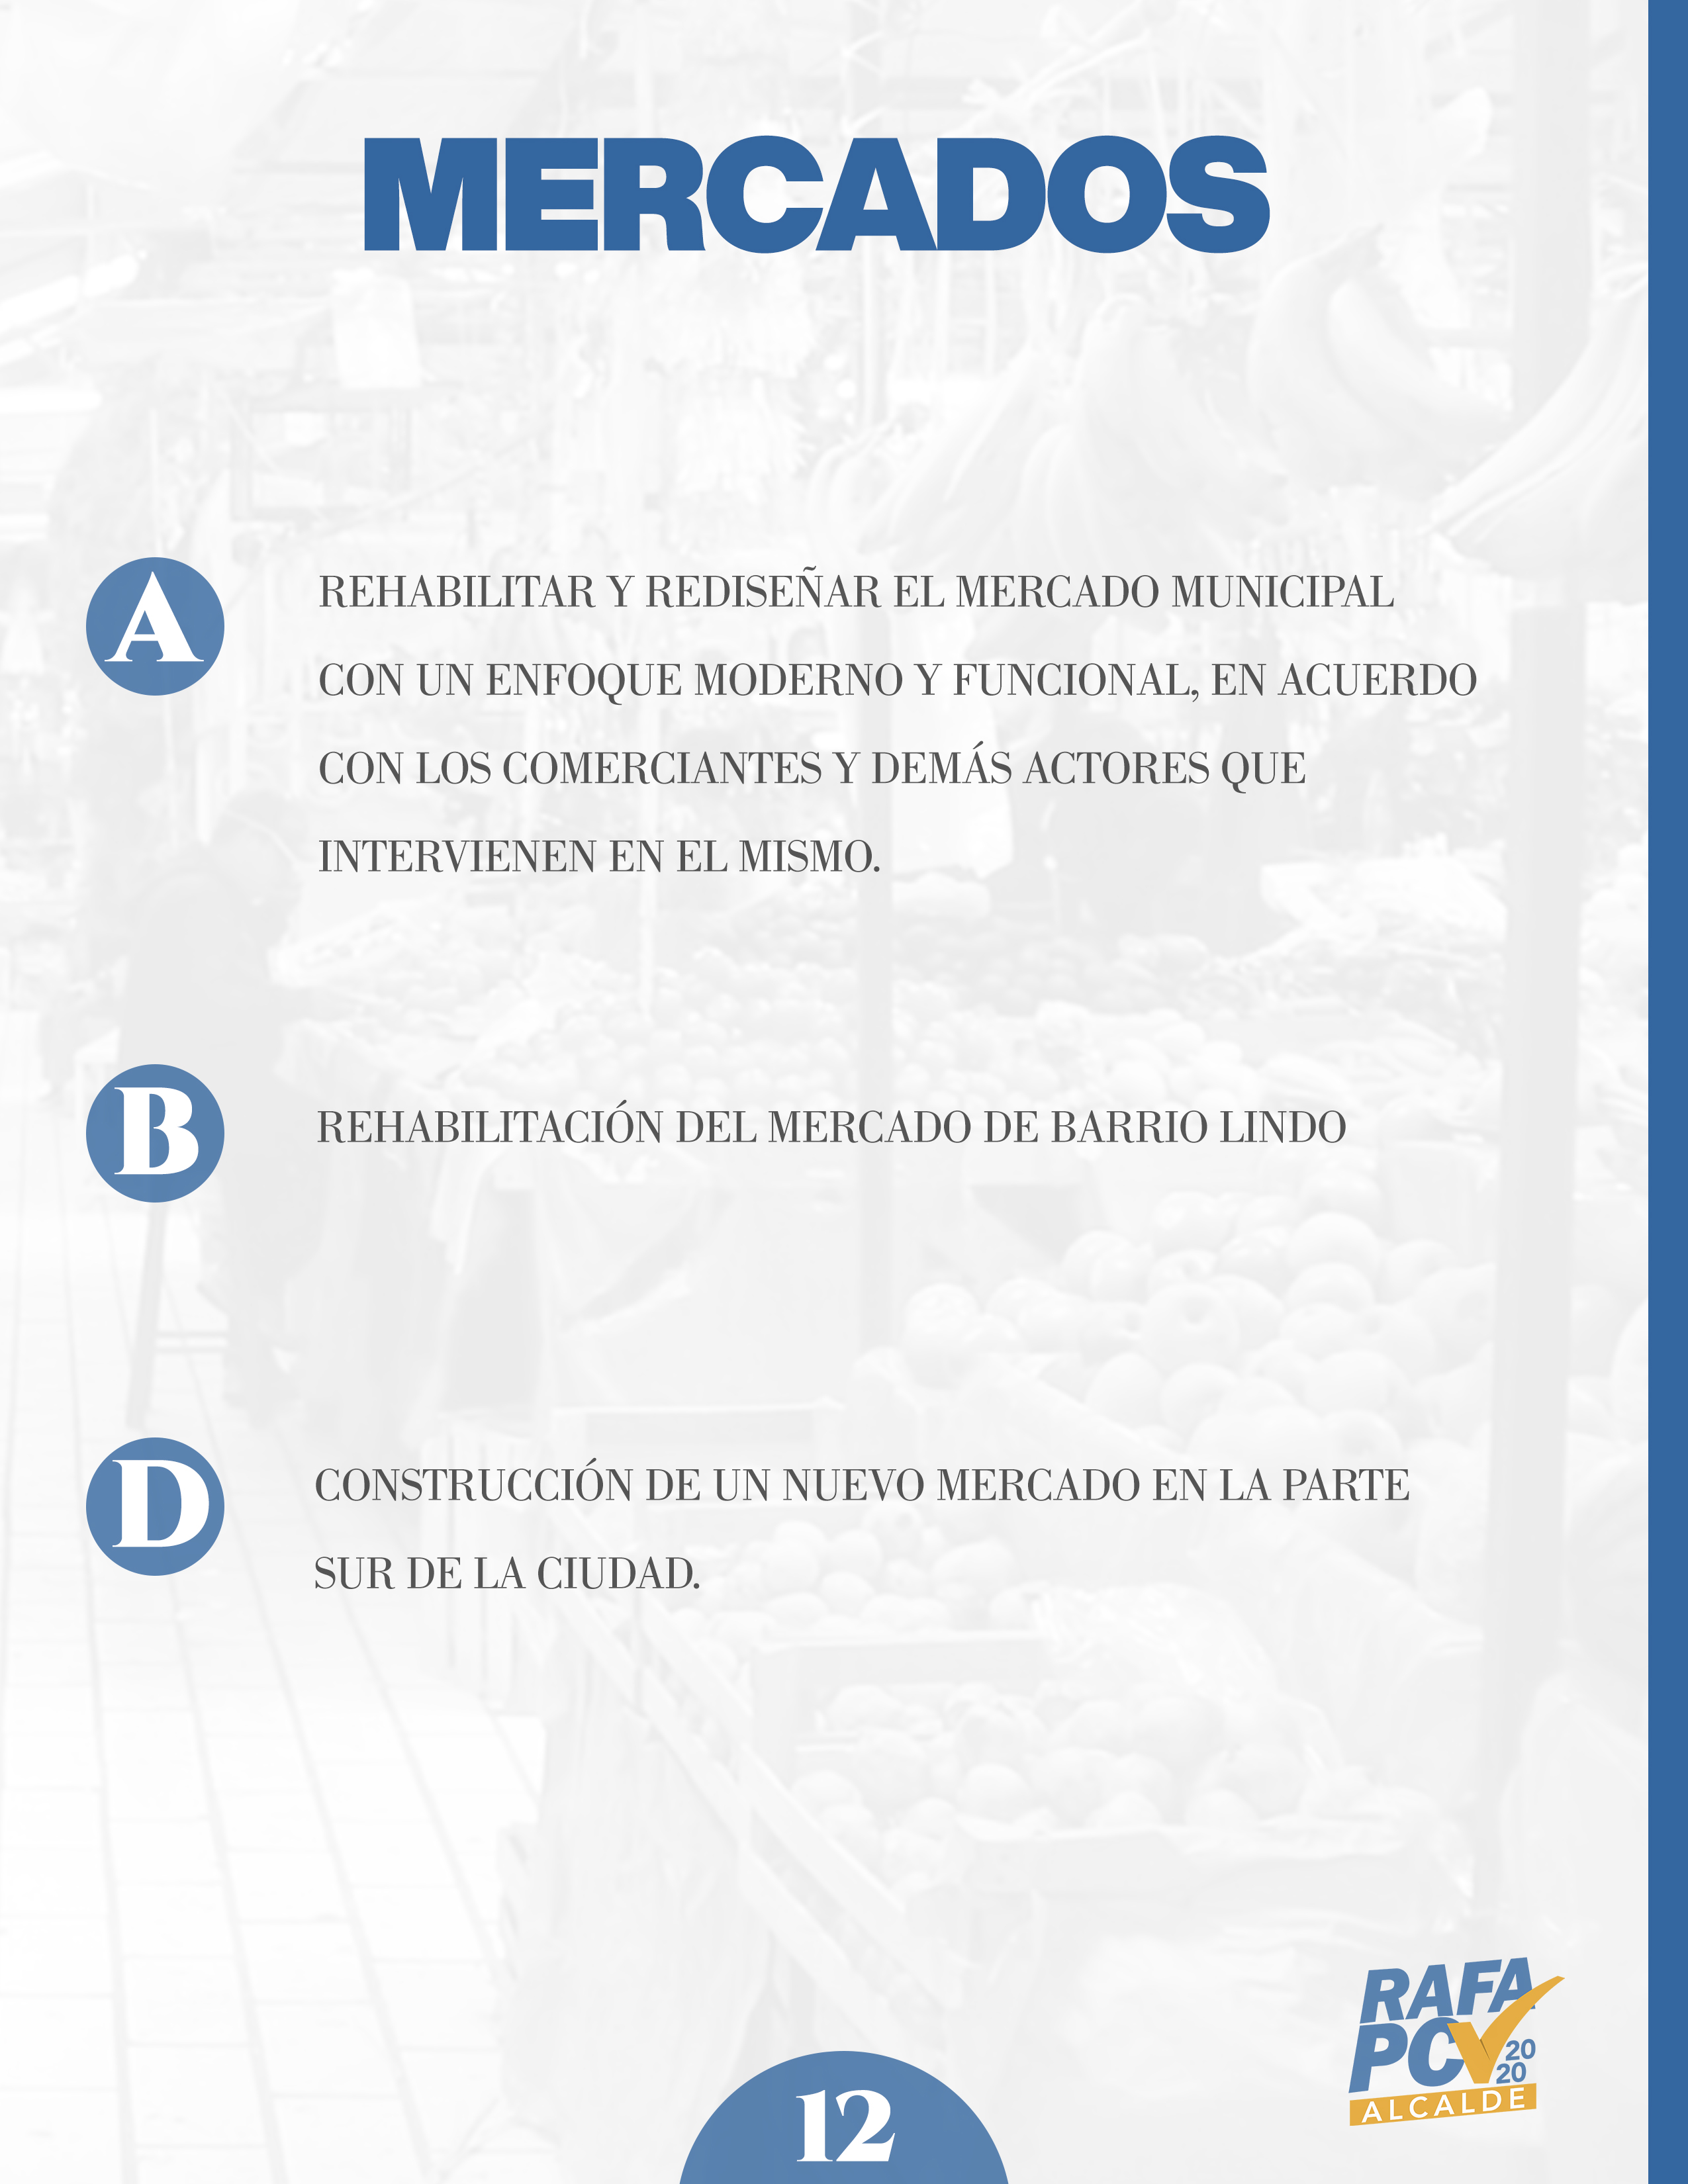 MERCADOS
A
REHABILITAR Y REDISEÑAR EL MERCADO MUNICIPAL
CON UN ENFOQUE MODERNO Y FUNCIONAL, EN ACUERDO
CON LOS COMERCIANTES Y DEMÁS ACTORES QUE
INTERVIENEN EN EL MISMO.
B
REHABILITACIÓN DEL MERCADO DE BARRIO LINDO
D
CONSTRUCCIÓN DE UN NUEVO MERCADO EN LA PARTE
SUR DE LA CIUDAD.
RAFA
PC
20
20
ALCALDE
12